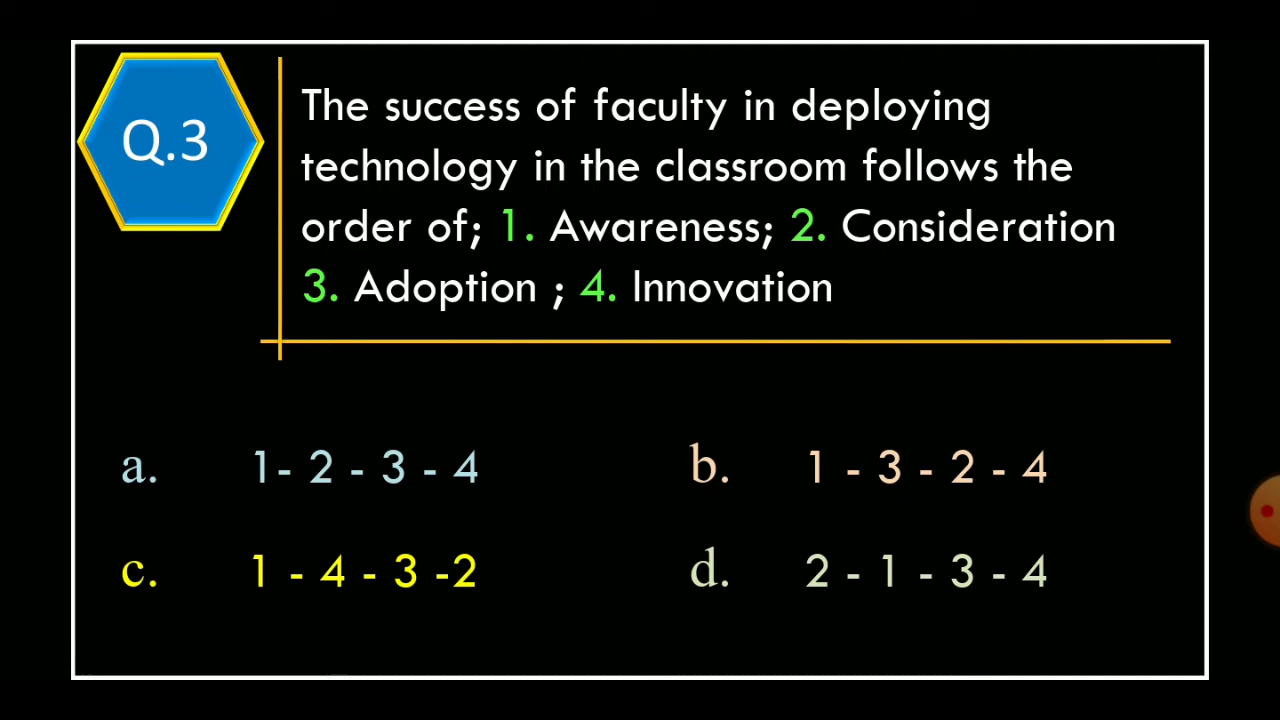 Q.3
The success of faculty in deploying
technology in the classroom follows the
order of; 1. Awareness; 2. Consideration
3. Adoption ; 4. Innovation
a. 1- 2 - 3 - 4
b. 1 - 3 - 2 - 4
c. 1 - 4 - 3 -2
d. 2 - 1 - 3 - 4